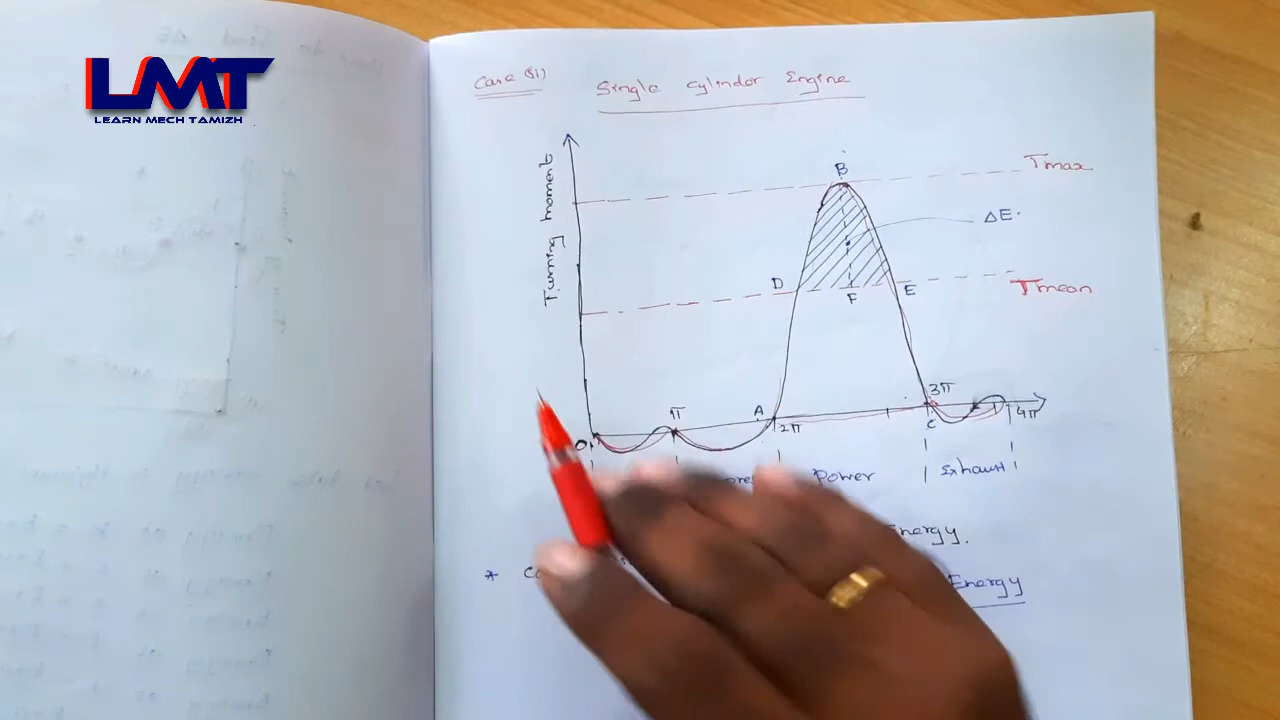 LMT
LEARN MECH TAMIZH
Case (ii) Single cylinder Engine
Turning moment
B
Tmax
ΔE.
D
F
E
Tmean
π
A
2π
3π
C
4π
O
Power
Exhaust
Energy.
*
Energy